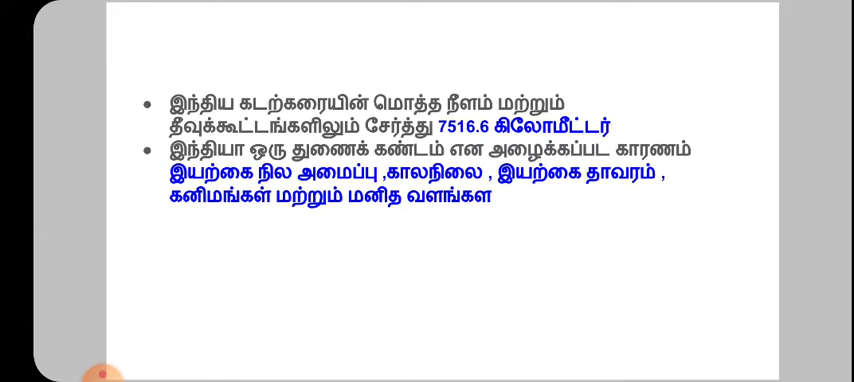 • இந்திய கடற்கரையின் மொத்த நீளம் மற்றும்
தீவுக்கூட்டங்களிலும் சேர்த்து 7516.6 கிலோமீட்டர்
• இந்தியா ஒரு துணைக் கண்டம் என அழைக்கப்பட காரணம்
இயற்கை நில அமைப்பு ,காலநிலை , இயற்கை தாவரம் ,
கனிமங்கள் மற்றும் மனித வளங்கள